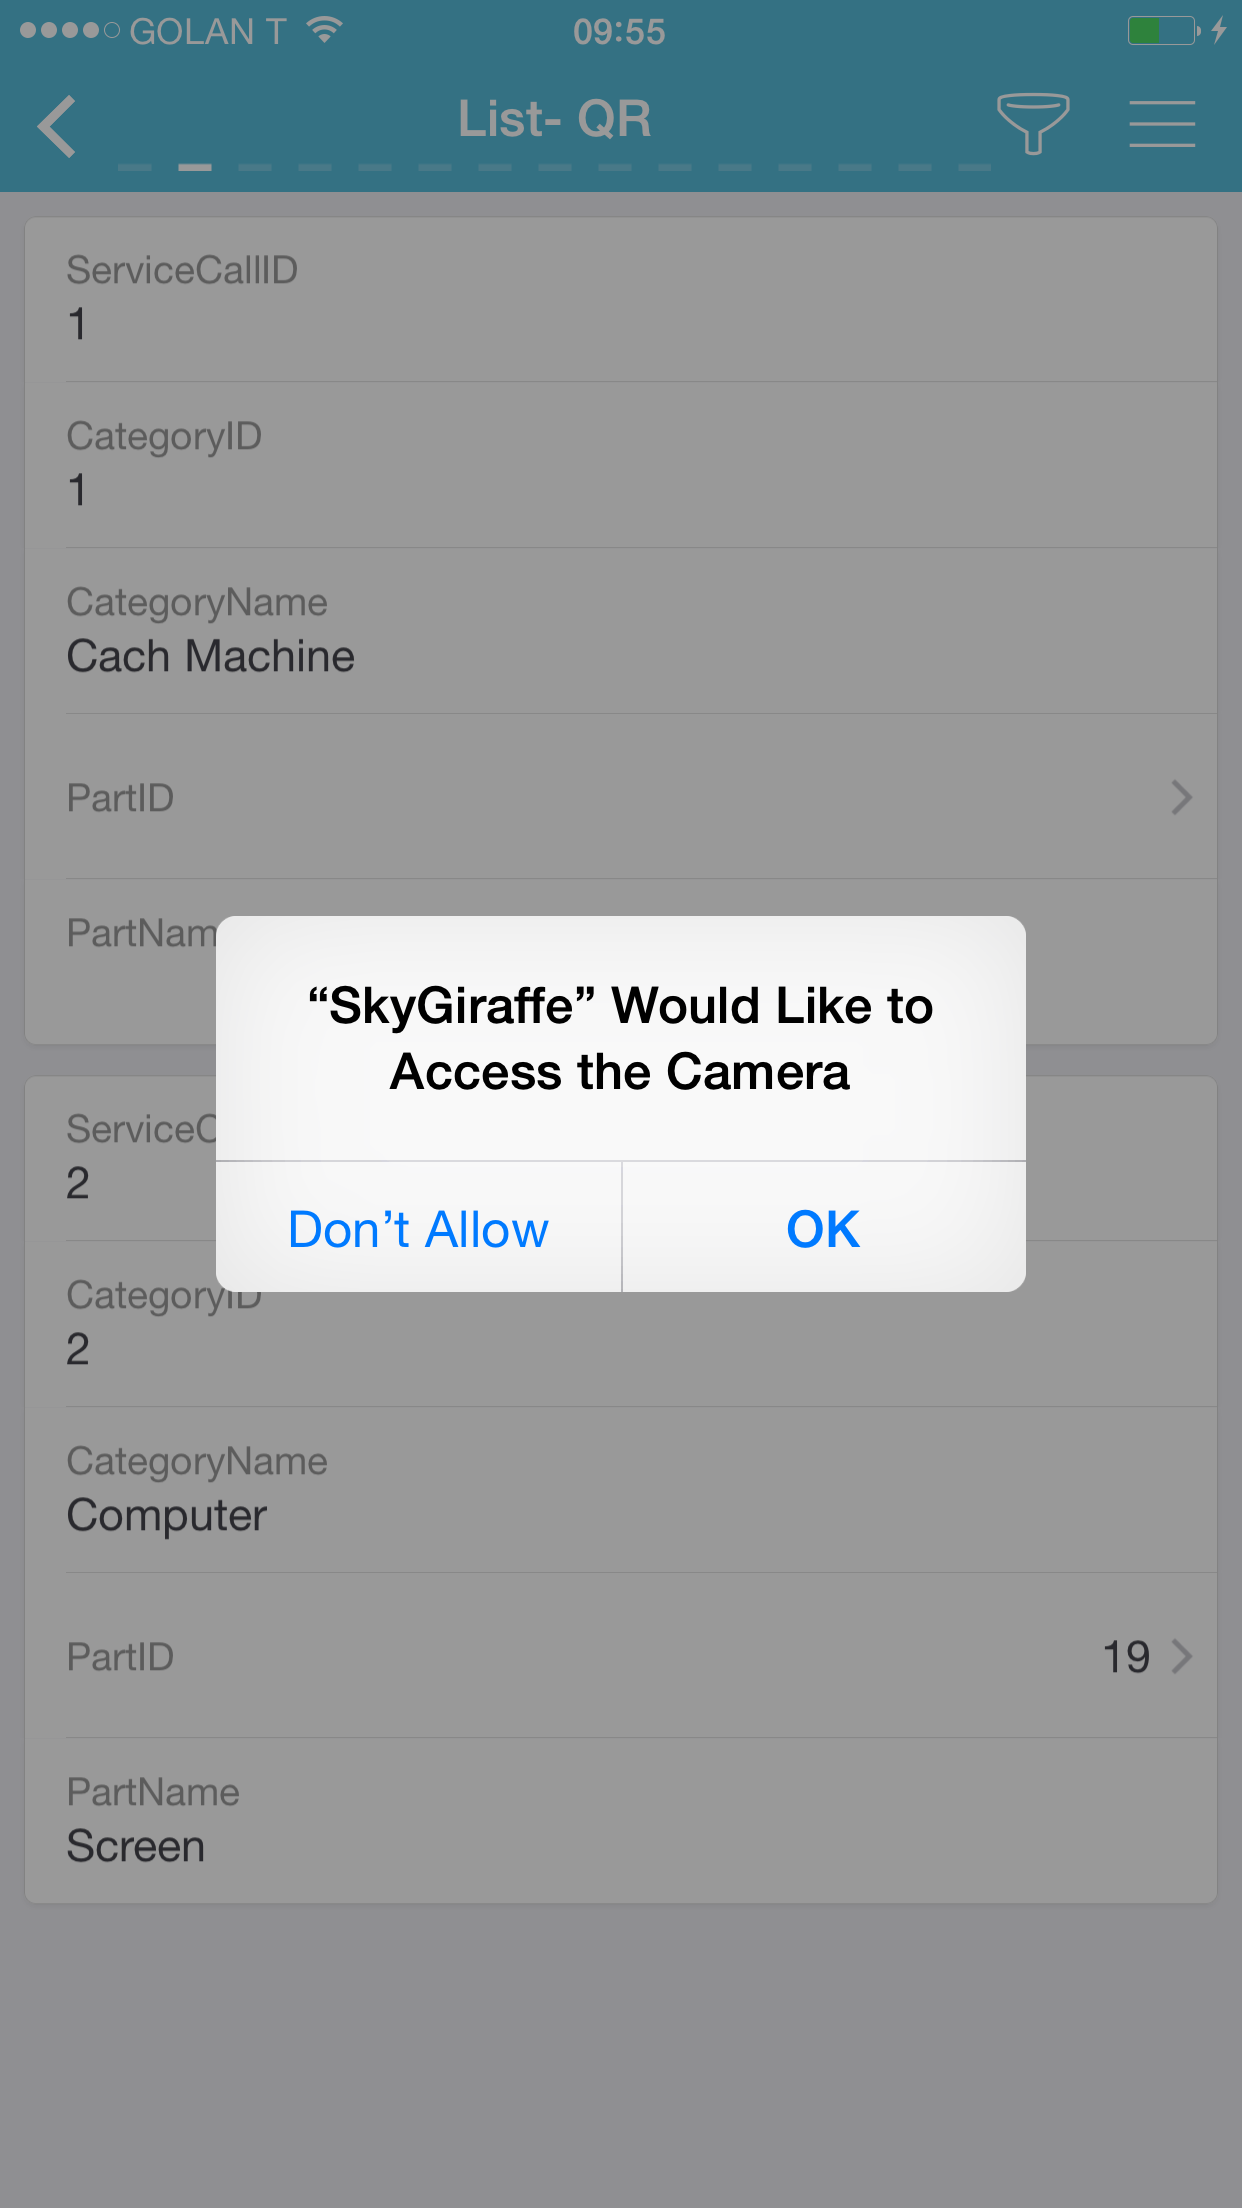 GOLAN T
09:55
List- QR
ServiceCallID
1
CategoryID
1
CategoryName
Cach Machine
PartID
PartNam
“SkyGiraffe” Would Like to
Access the Camera
Don’t Allow
OK
ServiceC
2
CategoryID
2
CategoryName
Computer
PartID
19
PartName
Screen